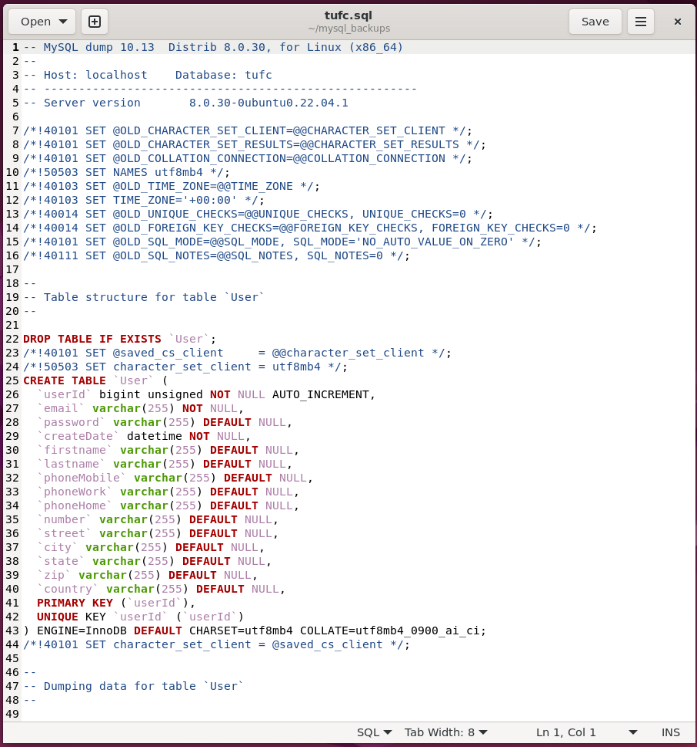 Open
tufc.sql
~/mysql_backups
Save
1 -- MySQL dump 10.13  Distrib 8.0.30, for Linux (x86_64)
2 --
3 -- Host: localhost    Database: tufc
4 -- ------------------------------------------------------
5 -- Server version       8.0.30-0ubuntu0.22.04.1
6
7 /*!40101 SET @OLD_CHARACTER_SET_CLIENT=@@CHARACTER_SET_CLIENT */;
8 /*!40101 SET @OLD_CHARACTER_SET_RESULTS=@@CHARACTER_SET_RESULTS */;
9 /*!40101 SET @OLD_COLLATION_CONNECTION=@@COLLATION_CONNECTION */;
10 /*!50503 SET NAMES utf8mb4 */;
11 /*!40103 SET @OLD_TIME_ZONE=@@TIME_ZONE */;
12 /*!40103 SET TIME_ZONE='+00:00' */;
13 /*!40014 SET @OLD_UNIQUE_CHECKS=@@UNIQUE_CHECKS, UNIQUE_CHECKS=0 */;
14 /*!40014 SET @OLD_FOREIGN_KEY_CHECKS=@@FOREIGN_KEY_CHECKS, FOREIGN_KEY_CHECKS=0 */;
15 /*!40101 SET @OLD_SQL_MODE=@@SQL_MODE, SQL_MODE='NO_AUTO_VALUE_ON_ZERO' */;
16 /*!40111 SET @OLD_SQL_NOTES=@@SQL_NOTES, SQL_NOTES=0 */;
17
18 --
19 -- Table structure for table `User`
20 --
21
22 DROP TABLE IF EXISTS `User`;
23 /*!40101 SET @saved_cs_client     = @@character_set_client */;
24 /*!50503 SET character_set_client = utf8mb4 */;
25 CREATE TABLE `User` (
26   `userId` bigint unsigned NOT NULL AUTO_INCREMENT,
27   `email` varchar(255) NOT NULL,
28   `password` varchar(255) DEFAULT NULL,
29   `createDate` datetime NOT NULL,
30   `firstname` varchar(255) DEFAULT NULL,
31   `lastname` varchar(255) DEFAULT NULL,
32   `phoneMobile` varchar(255) DEFAULT NULL,
33   `phoneWork` varchar(255) DEFAULT NULL,
34   `phoneHome` varchar(255) DEFAULT NULL,
35   `number` varchar(255) DEFAULT NULL,
36   `street` varchar(255) DEFAULT NULL,
37   `city` varchar(255) DEFAULT NULL,
38   `state` varchar(255) DEFAULT NULL,
39   `zip` varchar(255) DEFAULT NULL,
40   `country` varchar(255) DEFAULT NULL,
41   PRIMARY KEY (`userId`),
42   UNIQUE KEY `userId` (`userId`)
43 ) ENGINE=InnoDB DEFAULT CHARSET=utf8mb4 COLLATE=utf8mb4_0900_ai_ci;
44 /*!40101 SET character_set_client = @saved_cs_client */;
45
46 --
47 -- Dumping data for table `User`
48 --
49
SQL Tab Width: 8 Ln 1, Col 1 INS